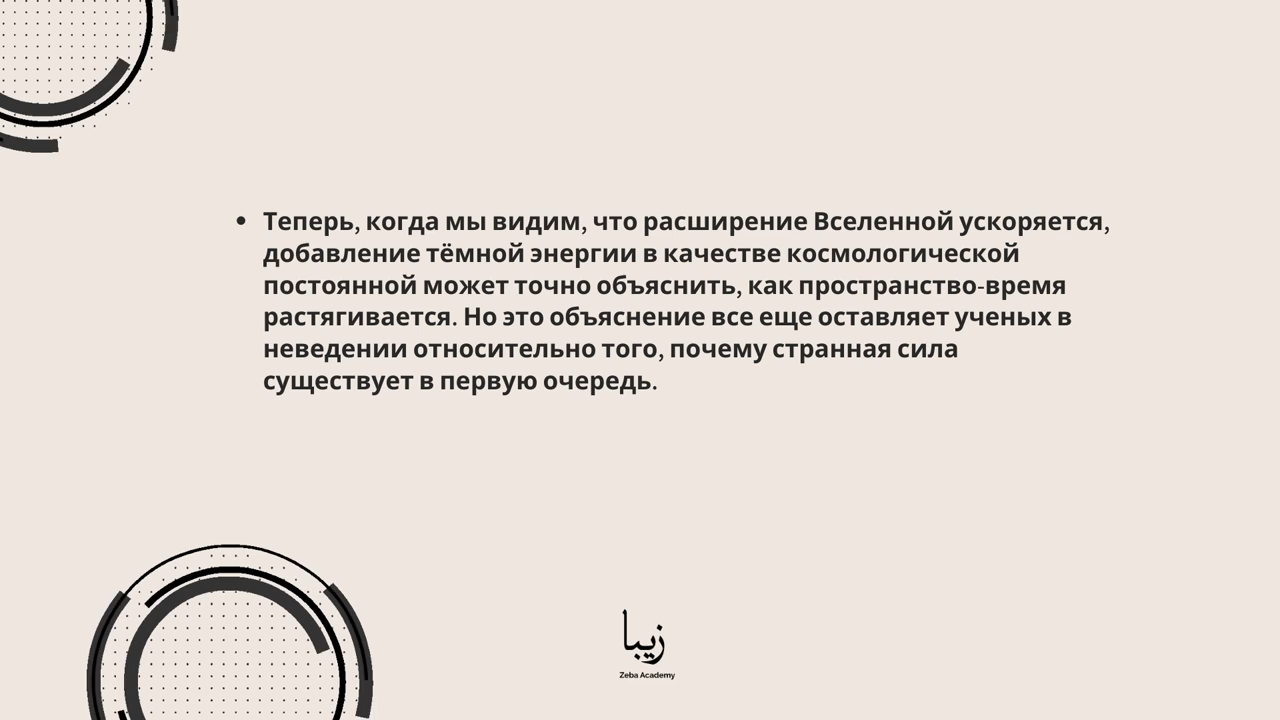 • Теперь, когда мы видим, что расширение Вселенной ускоряется,
добавление тёмной энергии в качестве космологической
постоянной может точно объяснить, как пространство-время
растягивается. Но это объяснение все еще оставляет ученых в
неведении относительно того, почему странная сила
существует в первую очередь.
زيبا
Zeba Academy